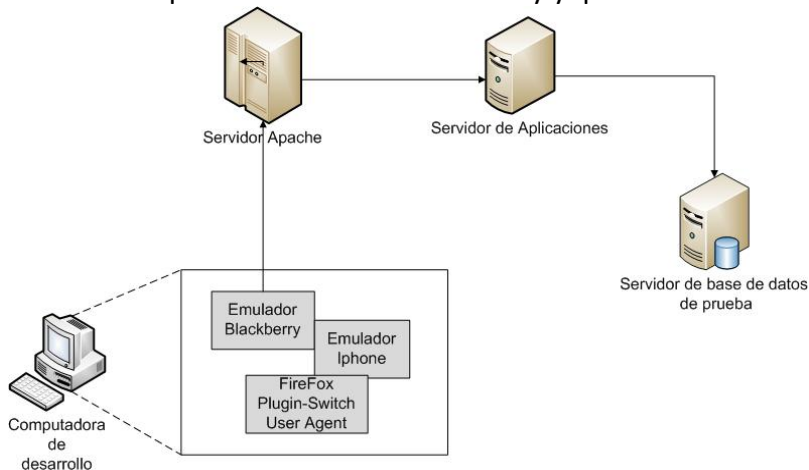 Servidor Apache
Servidor de Aplicaciones
Servidor de base de datos
de prueba
Emulador
Blackberry
Emulador
Iphone
FireFox
Plugin-Switch
User Agent
Computadora
de
desarrollo